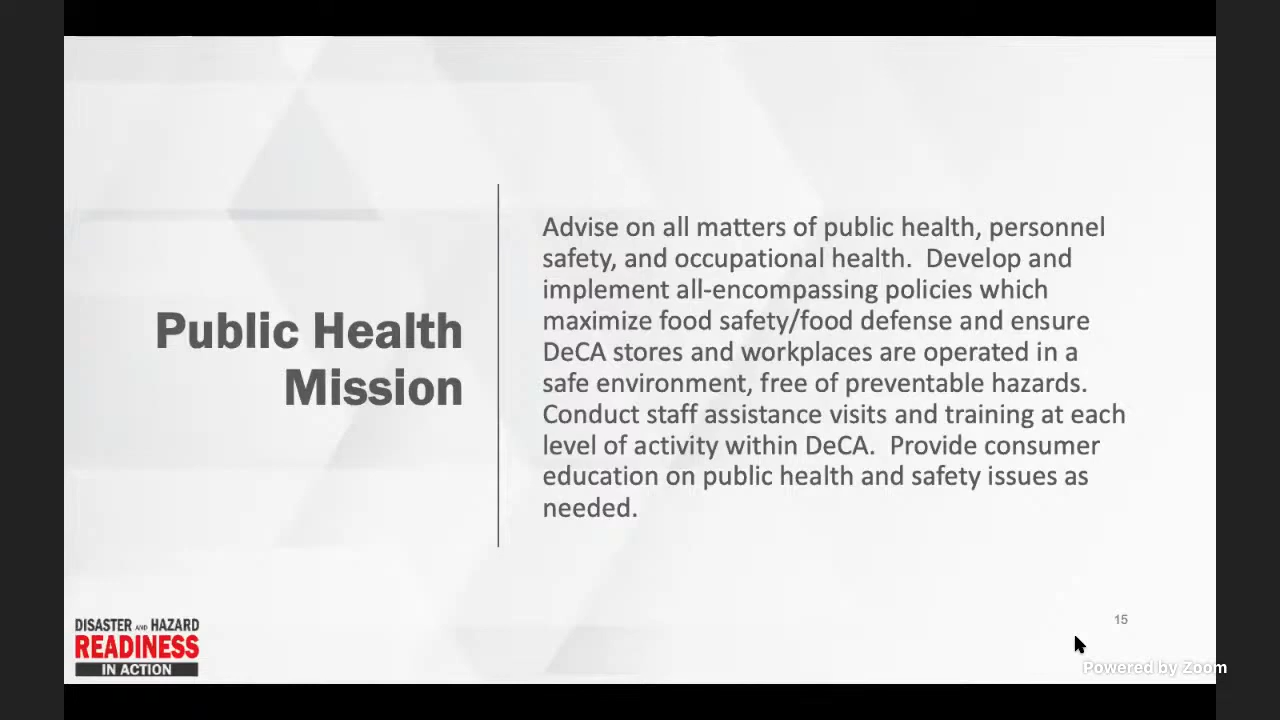 Public Health
Mission
Advise on all matters of public health, personnel
safety, and occupational health.  Develop and
implement all-encompassing policies which
maximize food safety/food defense and ensure
DeCA stores and workplaces are operated in a
safe environment, free of preventable hazards.
Conduct staff assistance visits and training at each
level of activity within DeCA.  Provide consumer
education on public health and safety issues as
needed.
DISASTER AND HAZARD
READINESS
IN ACTION
15
Powered by Zoom